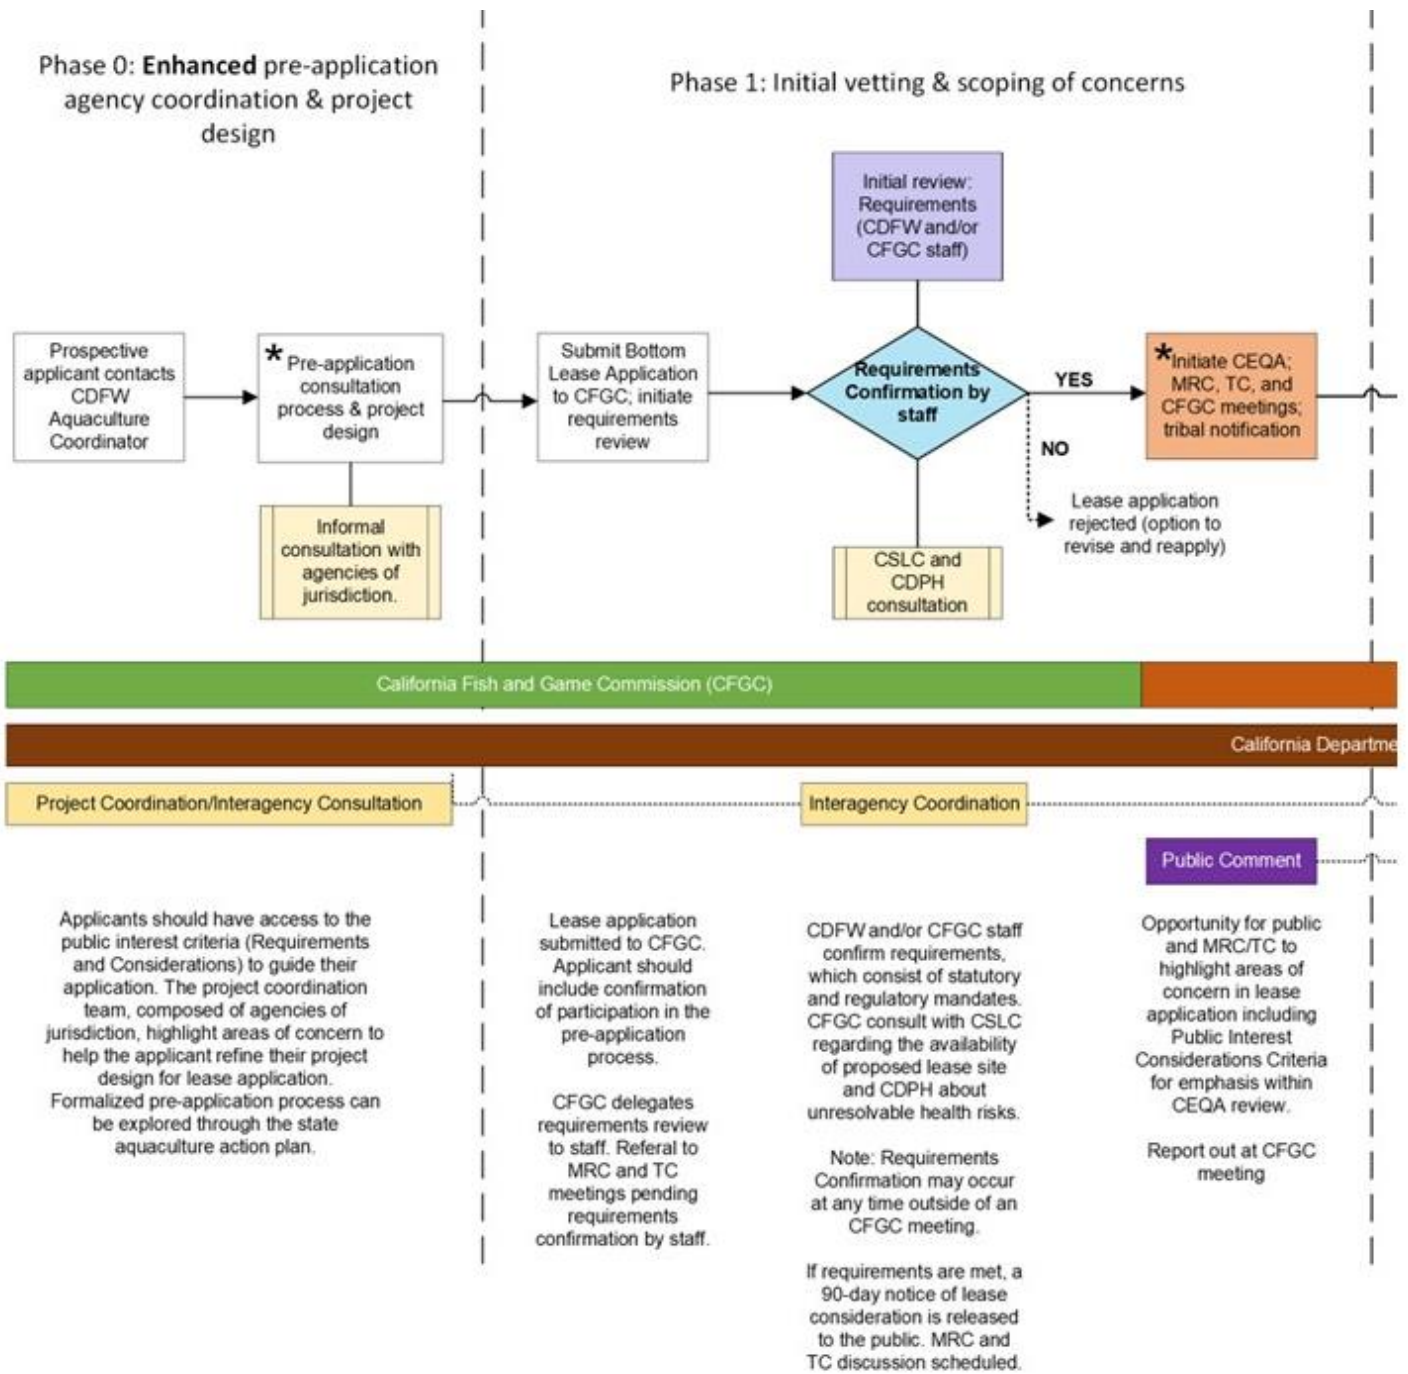 Phase 0: Enhanced pre-application
agency coordination & project
design
Phase 1: Initial vetting & scoping of concerns
Initial review:
Requirements
(CDFW and/or
CFGC staff)
Prospective
applicant contacts
CDFW
Aquaculture
Coordinator
*Pre-application
consultation
process & project
design
Submit Bottom
Lease Application
to CFGC; initiate
requirements
review
Requirements
Confirmation by
staff
YES
NO
*Initiate CEQA;
MRC, TC, and
CFGC meetings;
tribal notification
Lease application
rejected (option to
revise and reapply)
Informal
consultation with
agencies of
jurisdiction.
CSLC and
CDPH
consultation
California Fish and Game Commission (CFGC)
California Departme
Project Coordination/Interagency Consultation
Interagency Coordination
Public Comment
Applicants should have access to the
public interest criteria (Requirements
and Considerations) to guide their
application. The project coordination
team, composed of agencies of
jurisdiction, highlight areas of concern to
help the applicant refine their project
design for lease application.
Formalized pre-application process can
be explored through the state
aquaculture action plan.
Lease application
submitted to CFGC.
Applicant should
include confirmation
of participation in the
pre-application
process.
CFGC delegates
requirements review
to staff. Referral to
MRC and TC
meetings pending
requirements
confirmation by staff.
CDFW and/or CFGC staff
confirm requirements,
which consist of statutory
and regulatory mandates.
CFGC consult with CSLC
regarding the availability
of proposed lease site
and CDPH about
unresolvable health risks.
Note: Requirements
Confirmation may occur
at any time outside of an
CFGC meeting.
If requirements are met, a
90-day notice of lease
consideration is released
to the public. MRC and
TC discussion scheduled.
Opportunity for public
and MRC/TC to
highlight areas of
concern in lease
application including
Public Interest
Considerations Criteria
for emphasis within
CEQA review.
Report out at CFGC
meeting